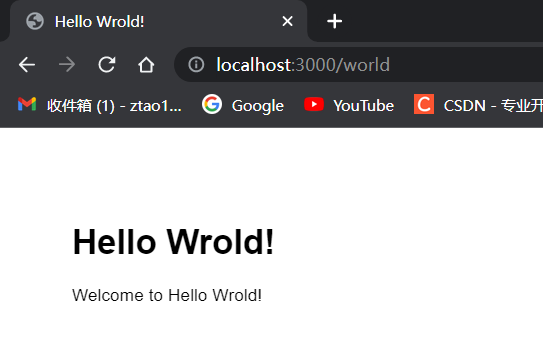 Hello Wrold!
localhost:3000/world
收件箱 (1) - ztao1... Google YouTube C CSDN - 专业开
Hello Wrold!
Welcome to Hello Wrold!